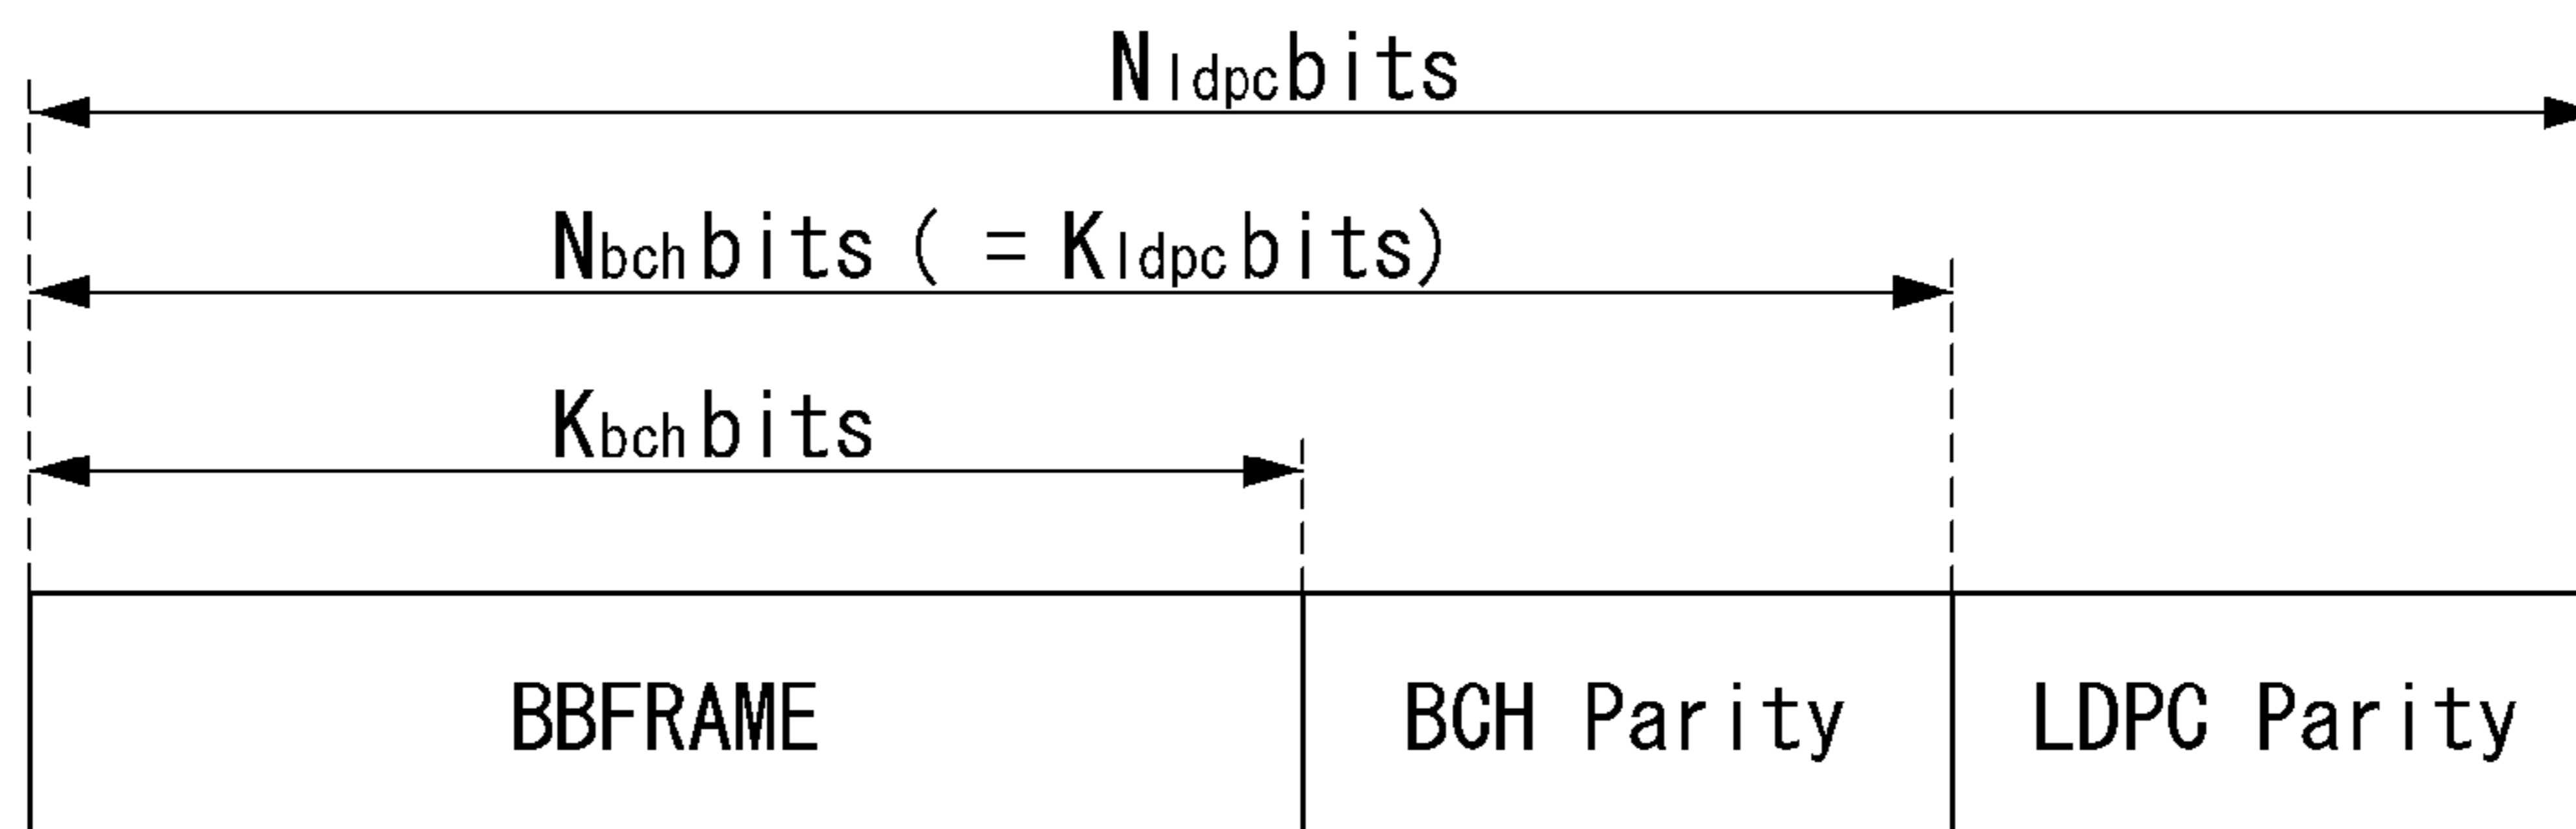 Nldpcbits
Nbchbits ( = Kldpcbits)
Kbchbits
BBFRAME BCH Parity LDPC Parity